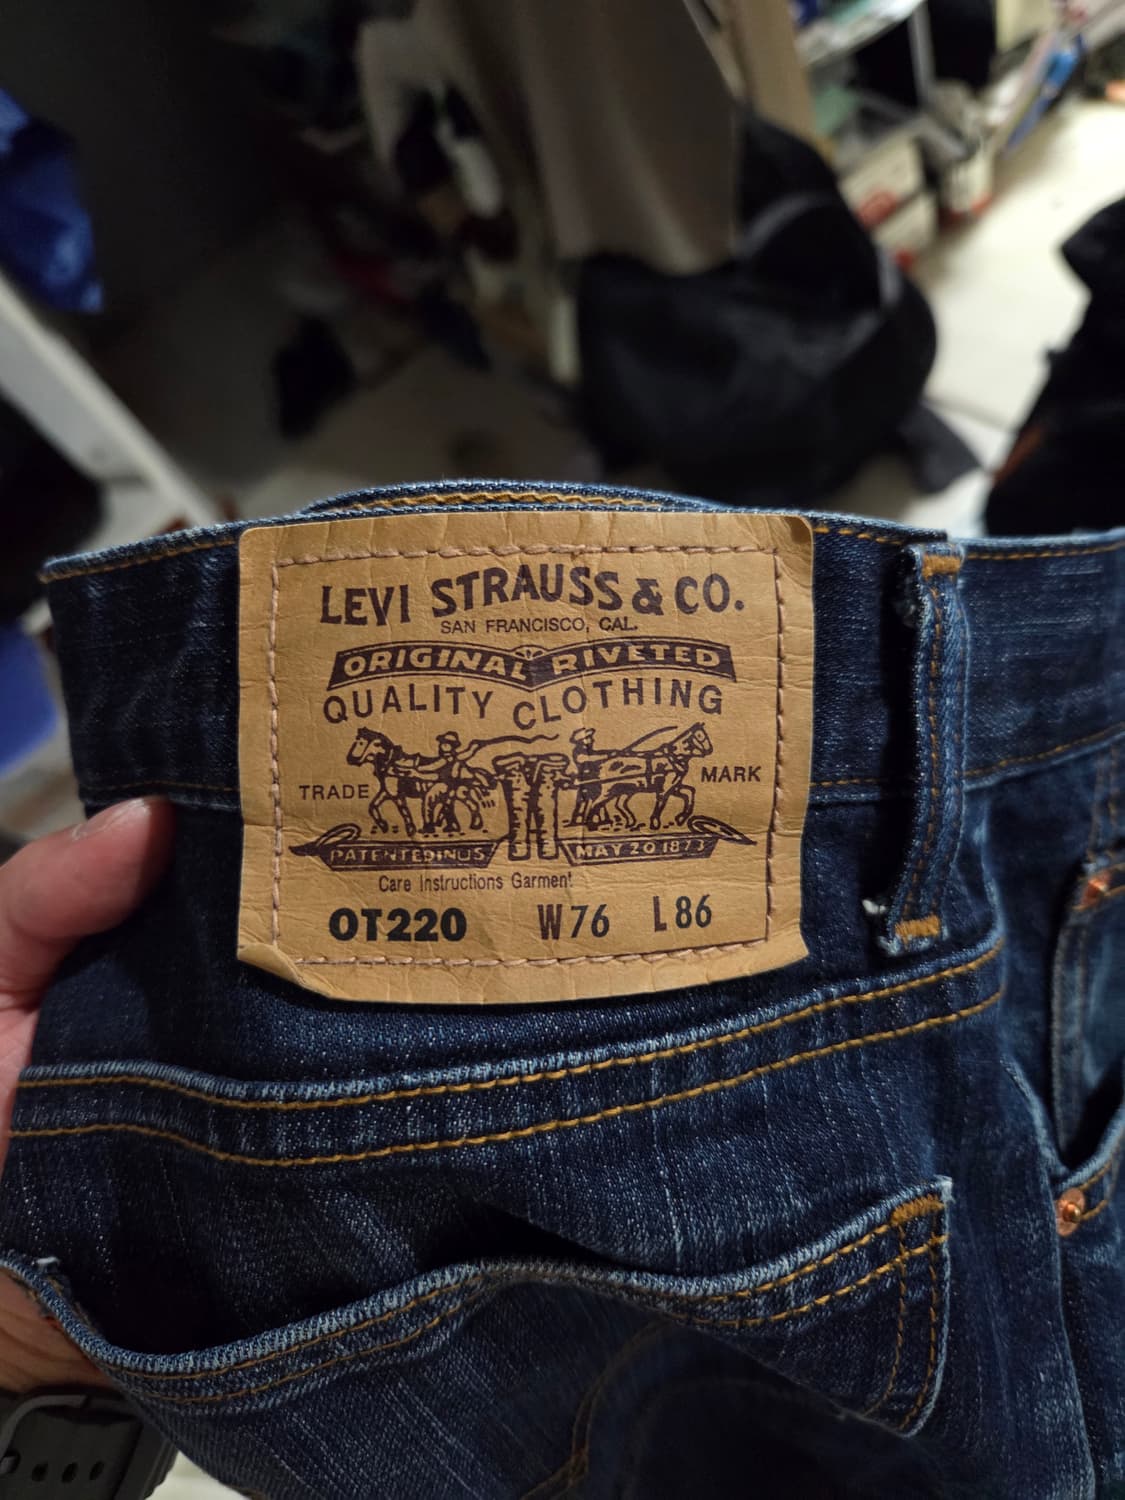 LEVI STRAUSS & CO.
SAN FRANCISCO, CAL.
ORIGINAL RIVETED
QUALITY CLOTHING
TRADE MARK
PATENTED IN U.S. MAY 20 1873
Care Instructions Garment
OT220 W76 L86